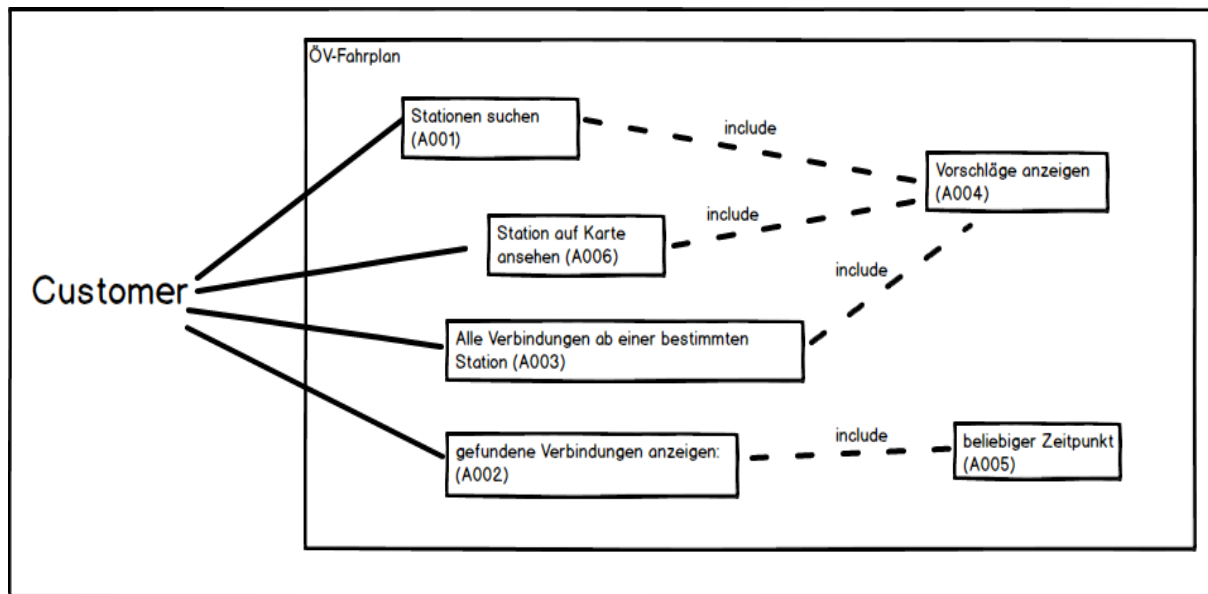 ÖV-Fahrplan
Stationen suchen
(A001)
include
Vorschläge anzeigen
(A004)
include
Station auf Karte
ansehen (A006)
include
Customer
Alle Verbindungen ab einer bestimmten
Station (A003)
gefundene Verbindungen anzeigen:
(A002)
include
beliebiger Zeitpunkt
(A005)